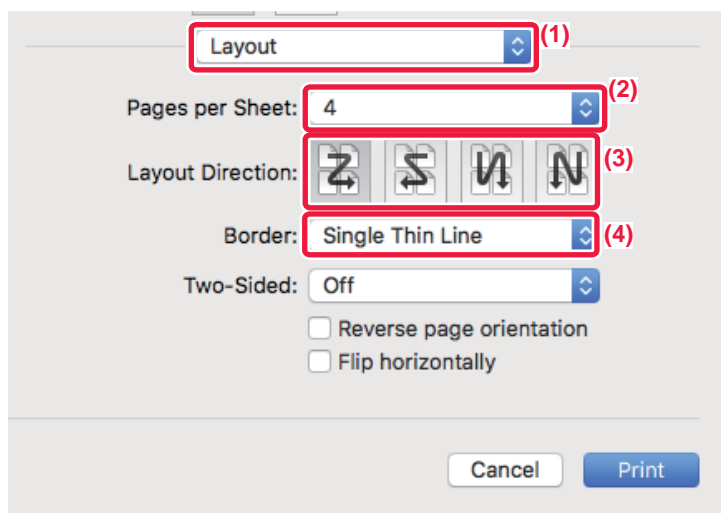 Layout (1)
Pages per Sheet: 4 (2)
Layout Direction: (3)
Border: Single Thin Line (4)
Two-Sided: Off
Reverse page orientation
Flip horizontally
Cancel Print